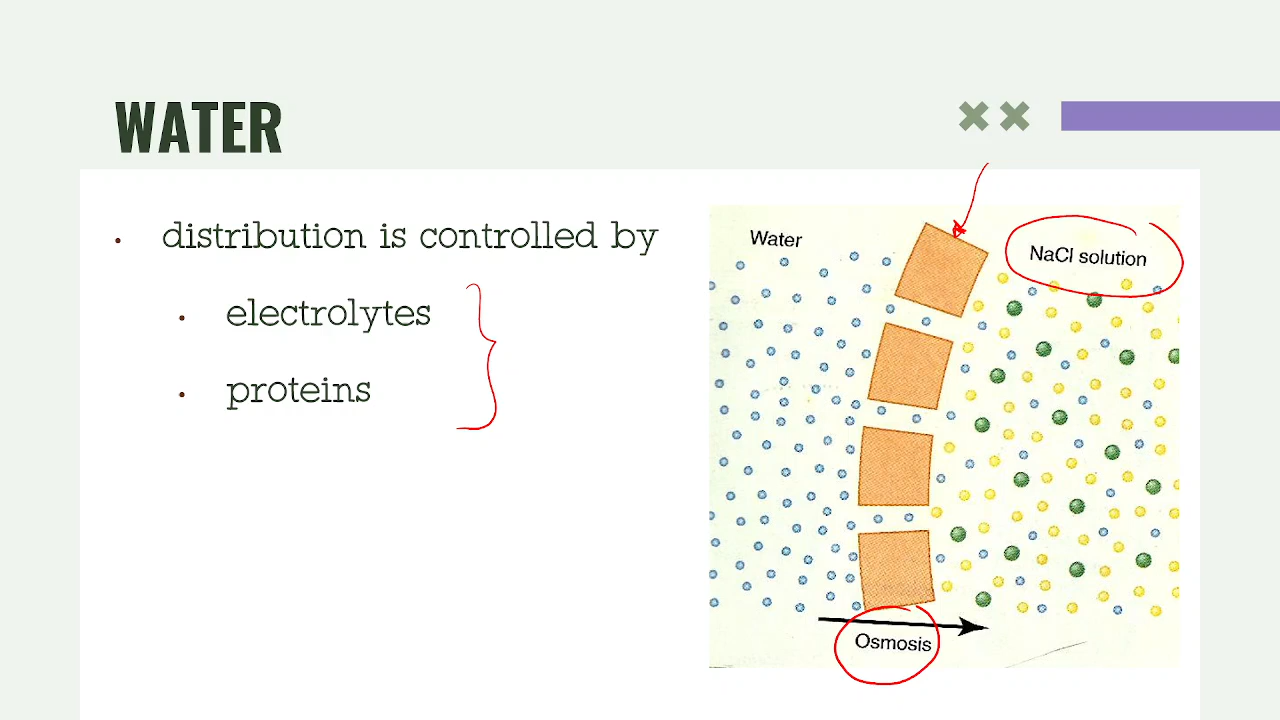 WATER
• distribution is controlled by
• electrolytes
• proteins
Water
NaCl solution
Osmosis